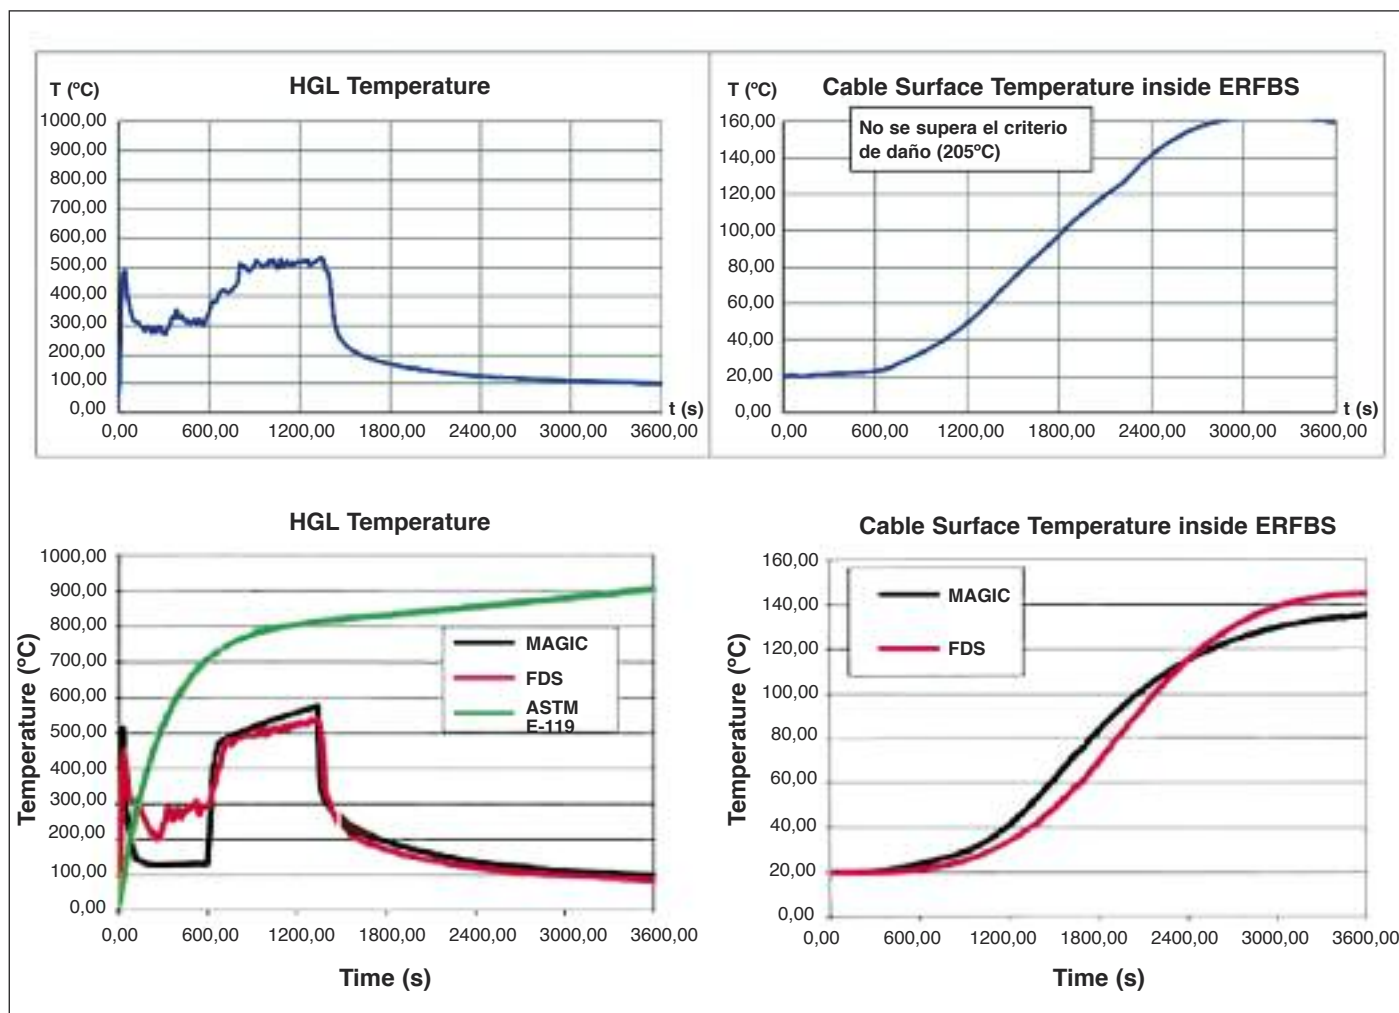 HGL Temperature
T (ºC)
1000,00
900,00
800,00
700,00
600,00
500,00
400,00
300,00
200,00
100,00
0,00
t (s)
0,00 600,00 1200,00 1800,00 2400,00 3000,00 3600,00
Cable Surface Temperature inside ERFBS
T (ºC)
No se supera el criterio
de daño (205ºC)
160,00
140,00
120,00
100,00
80,00
60,00
40,00
20,00
0,00
t (s)
0,00 600,00 1200,00 1800,00 2400,00 3000,00 3600,00
HGL Temperature
Temperature (ºC)
1000,00
900,00
800,00
700,00
600,00
500,00
400,00
300,00
200,00
100,00
0,00
MAGIC
FDS
ASTM
E-119
0,00 600,00 1200,00 1800,00 2400,00 3000,00 3600,00
Time (s)
Cable Surface Temperature inside ERFBS
Temperature (ºC)
160,00
140,00
120,00
100,00
80,00
60,00
40,00
20,00
0,00
MAGIC
FDS
0,00 600,00 1200,00 1800,00 2400,00 3000,00 3600,00
Time (s)